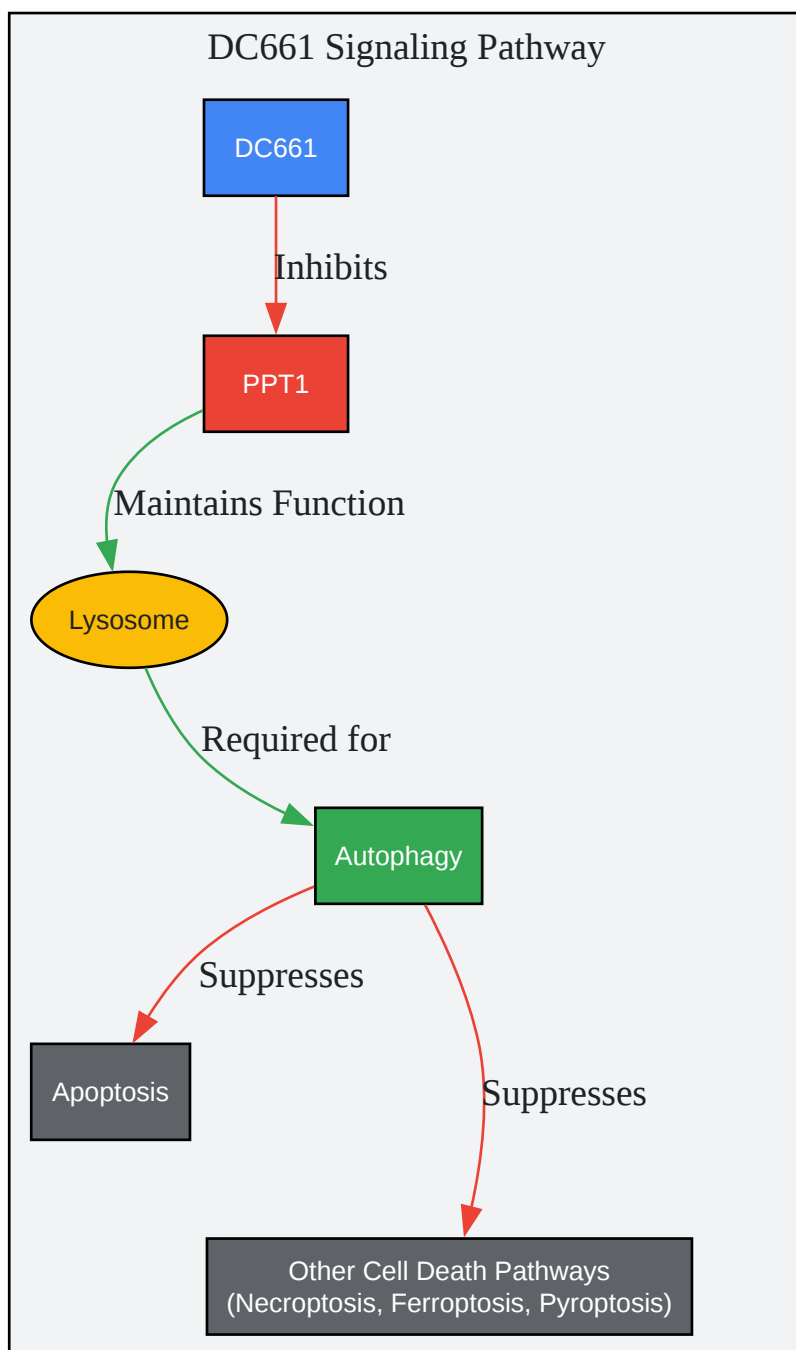 DC661 Signaling Pathway
DC661
Inhibits
PPT1
Maintains Function
Lysosome
Required for
Autophagy
Suppresses
Apoptosis
Suppresses
Other Cell Death Pathways
(Necroptosis, Ferroptosis, Pyroptosis)